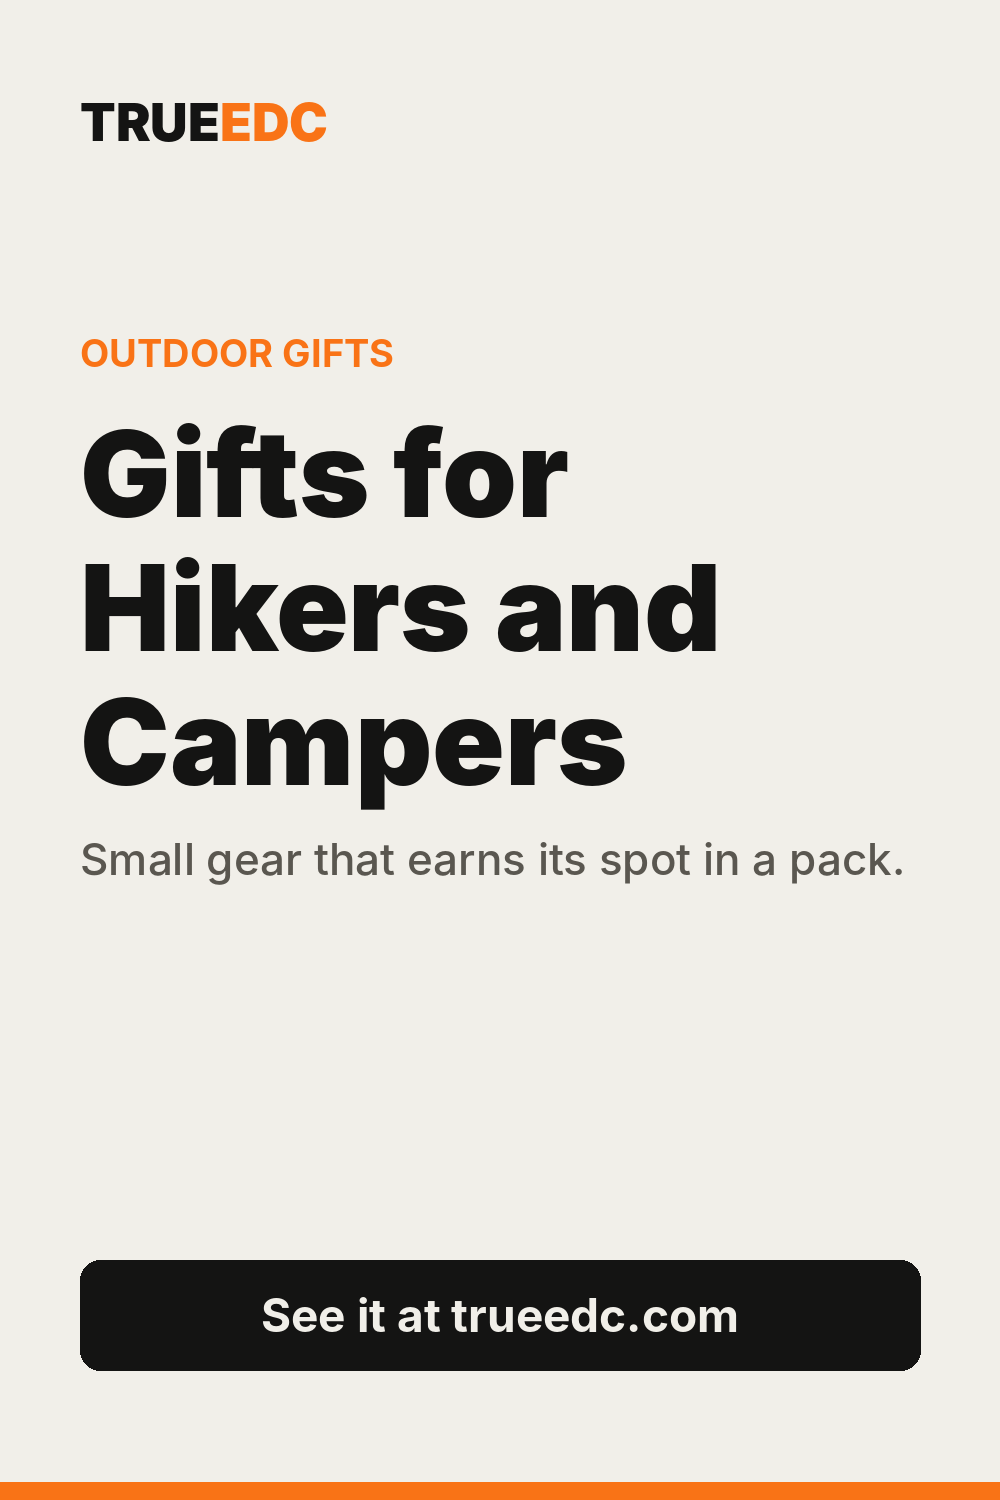 TRUEEDC
OUTDOOR GIFTS
Gifts for
Hikers and
Campers
Small gear that earns its spot in a pack.
See it at trueedc.com